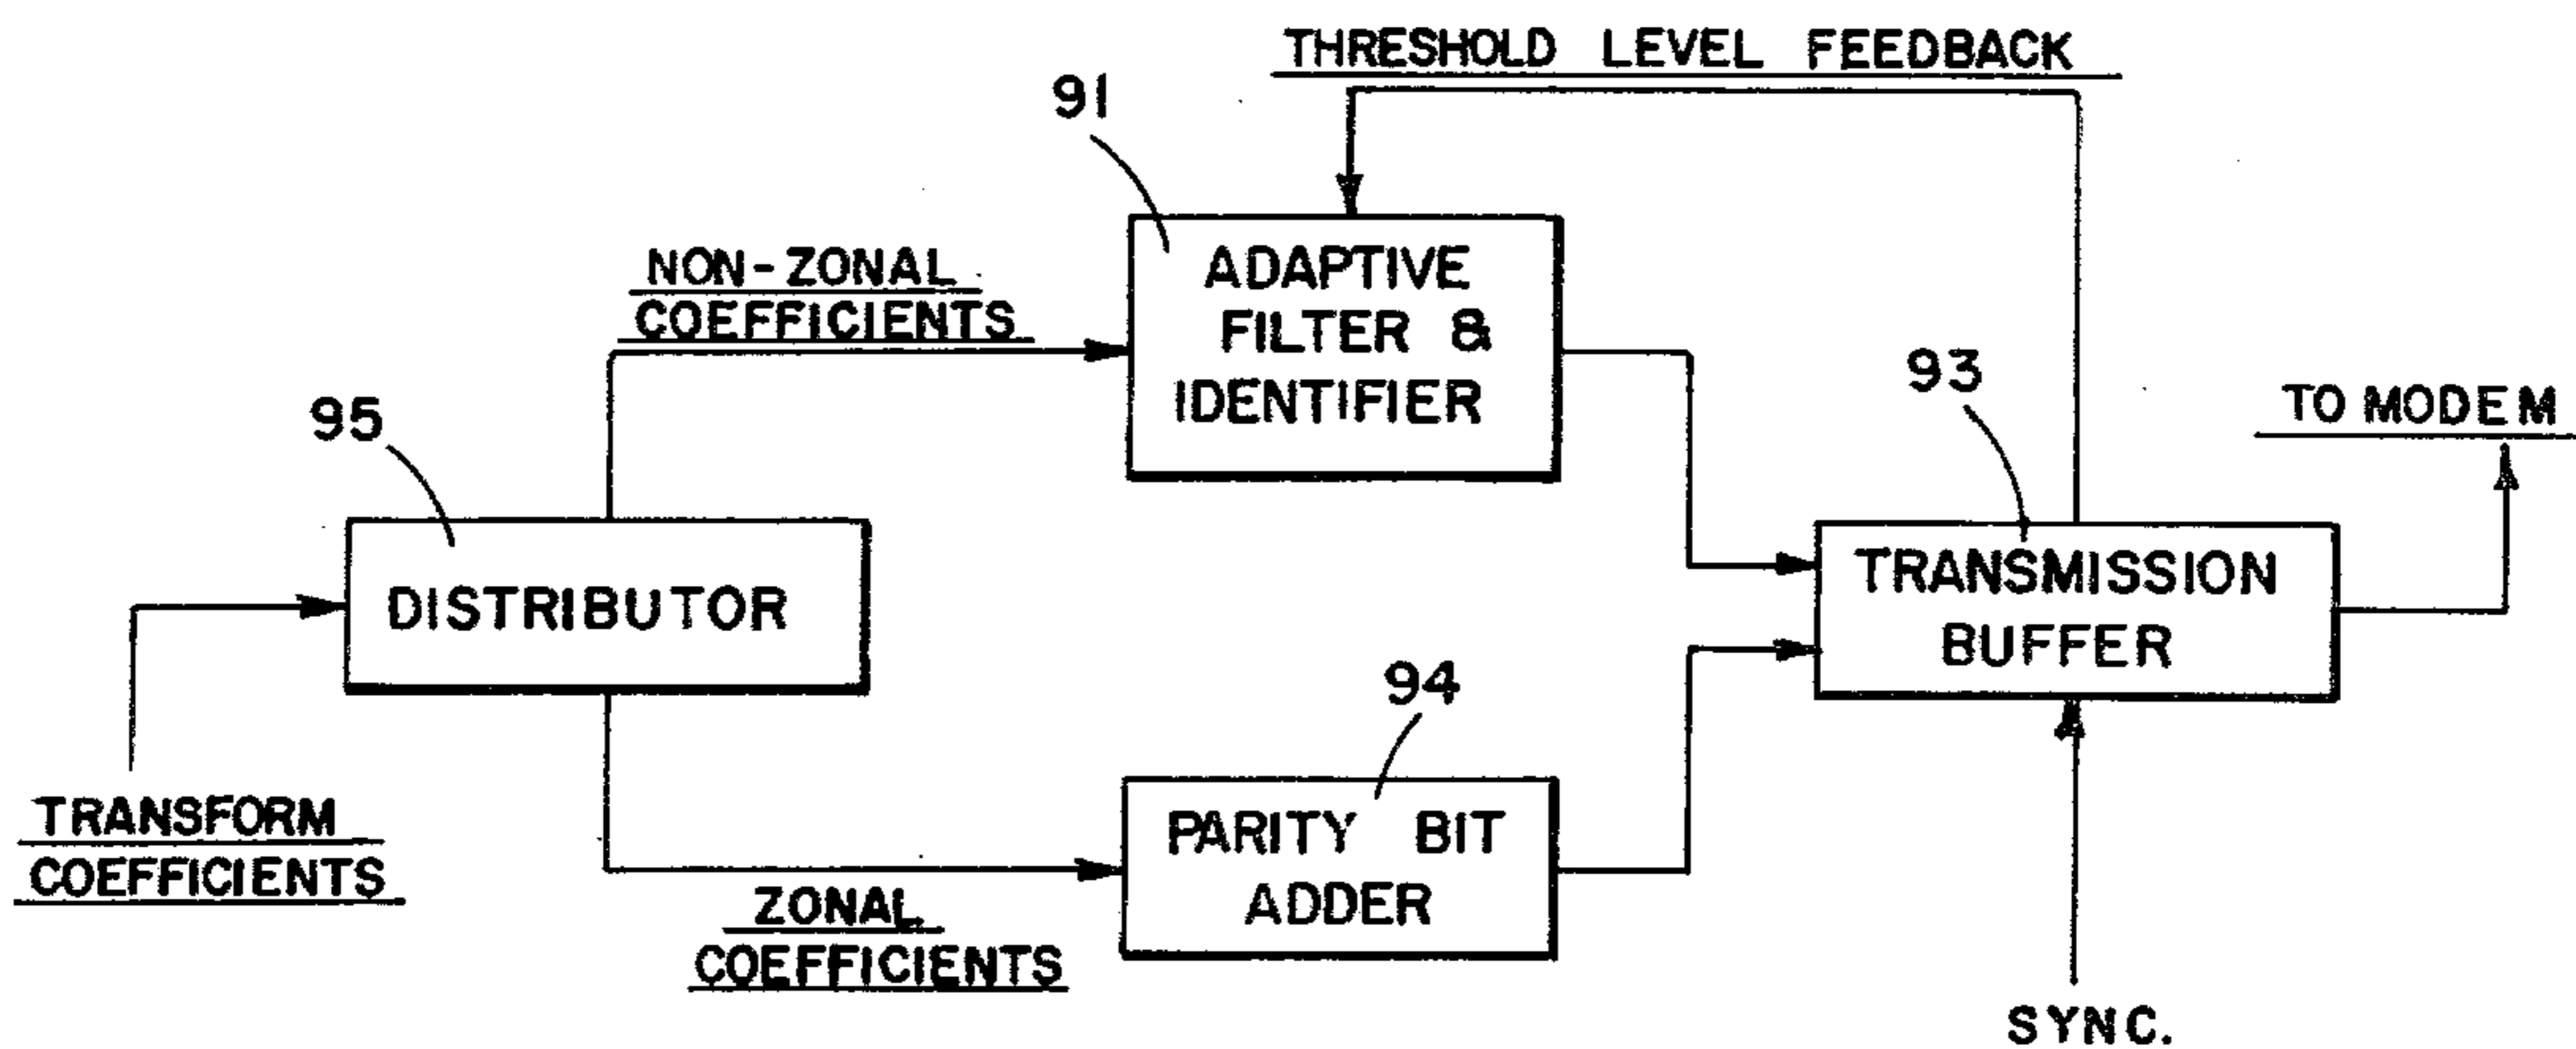 THRESHOLD LEVEL FEEDBACK
91
NON-ZONAL
COEFFICIENTS
ADAPTIVE
FILTER &
IDENTIFIER
93
TO MODEM
95
DISTRIBUTOR
TRANSMISSION
BUFFER
TRANSFORM
COEFFICIENTS
94
PARITY BIT
ADDER
ZONAL
COEFFICIENTS
SYNC.